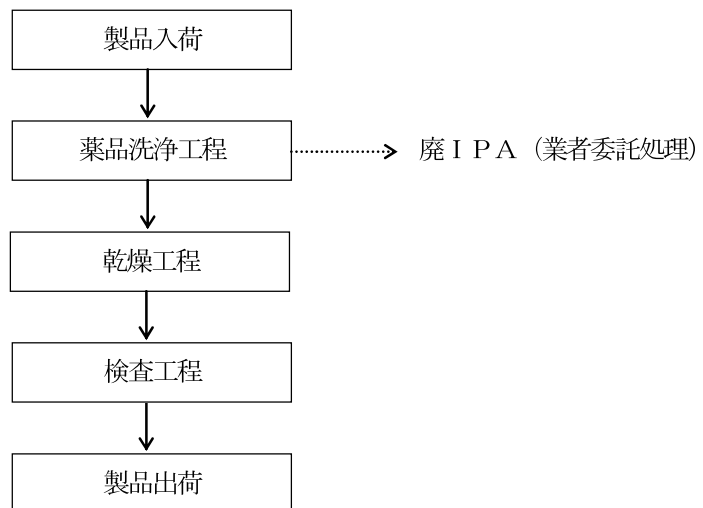 製品入荷
薬品洗浄工程
廃ＩＰＡ（業者委託処理）
乾燥工程
検査工程
製品出荷